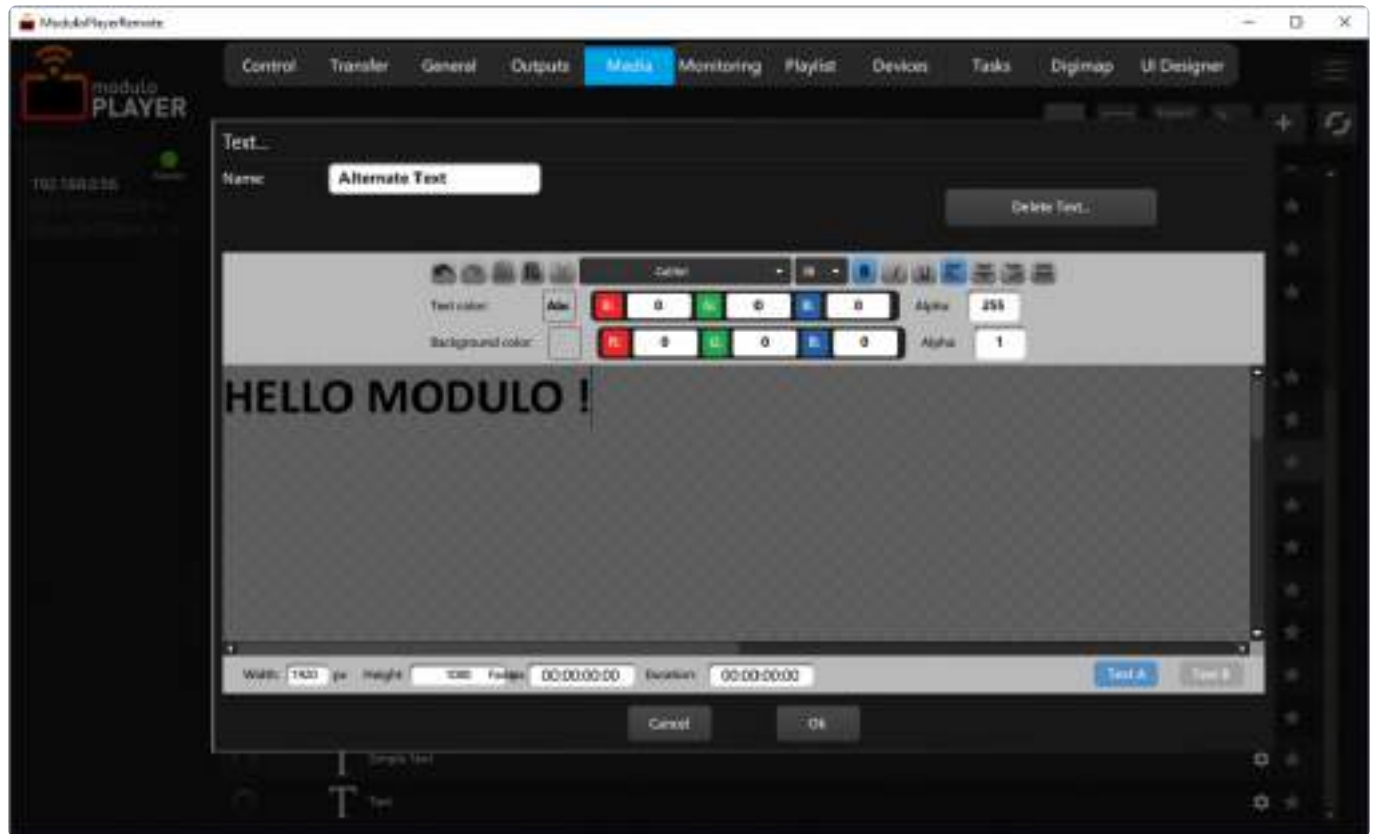 ModuloPlayerRemote
modulo
PLAYER
Control Transfer General Outputs Media Monitoring Playlist Devices Tasks Digimap UI Designer
Text...
Name: Alternate Text
Delete Text...
Calibri B I U
Text color: Abc R: 0 G: 0 B: 0 Alpha 255
Background color: R: 0 G: 0 B: 0 Alpha 1
HELLO MODULO !
Width: 1920 px Height 1080 00:00:00:00 Duration: 00:00:00:00 Text A Text B
Cancel Ok
Simple Text
Text